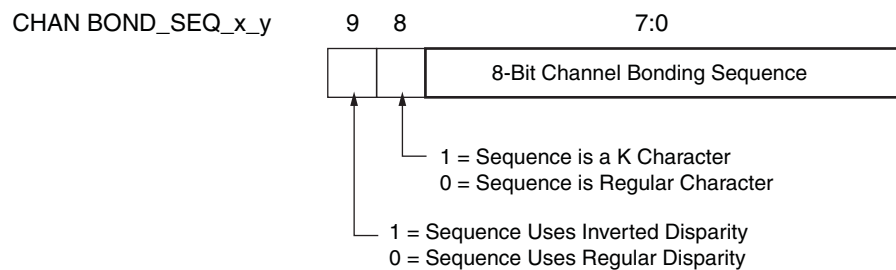 CHAN BOND_SEQ_x_y 9 8 7:0
8-Bit Channel Bonding Sequence
1 = Sequence is a K Character
0 = Sequence is Regular Character
1 = Sequence Uses Inverted Disparity
0 = Sequence Uses Regular Disparity